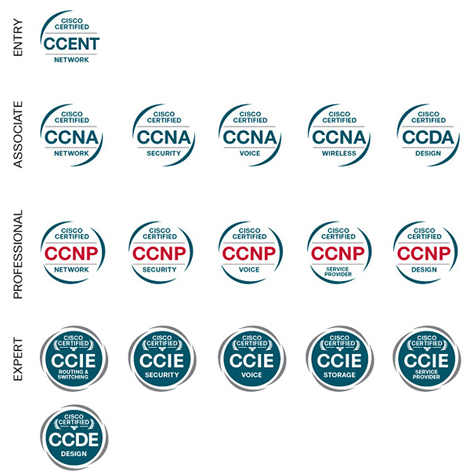 ENTRY
CISCO
CERTIFIED
CCENT
NETWORK
ASSOCIATE
CISCO
CERTIFIED
CCNA
NETWORK
CISCO
CERTIFIED
CCNA
SECURITY
CISCO
CERTIFIED
CCNA
VOICE
CISCO
CERTIFIED
CCNA
WIRELESS
CISCO
CERTIFIED
CCDA
DESIGN
PROFESSIONAL
CISCO
CERTIFIED
CCNP
NETWORK
CISCO
CERTIFIED
CCNP
SECURITY
CISCO
CERTIFIED
CCNP
VOICE
CISCO
CERTIFIED
CCNP
SERVICE
PROVIDER
CISCO
CERTIFIED
CCNP
DESIGN
EXPERT
CISCO
CERTIFIED
CCIE
ROUTING &
SWITCHING
CISCO
CERTIFIED
CCIE
SECURITY
CISCO
CERTIFIED
CCIE
VOICE
CISCO
CERTIFIED
CCIE
STORAGE
CISCO
CERTIFIED
CCIE
SERVICE
PROVIDER
CISCO
CERTIFIED
CCDE
DESIGN